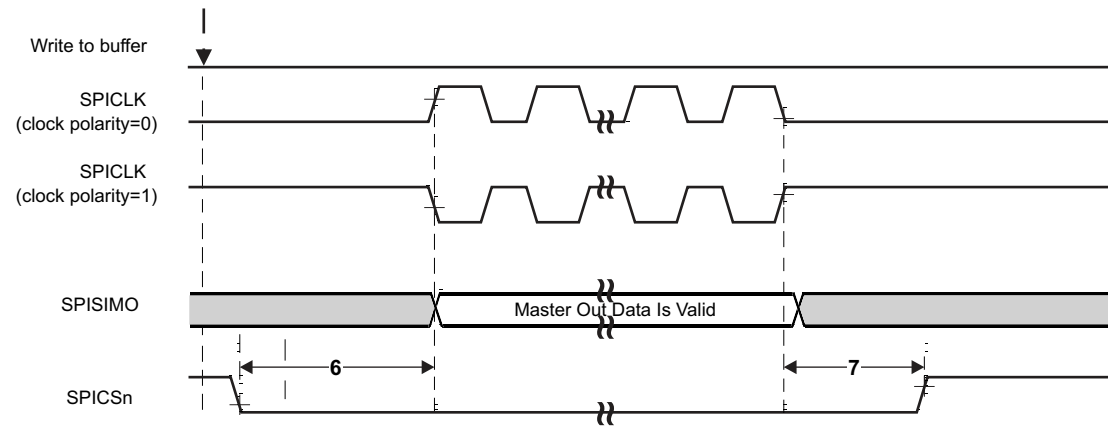 Write to buffer
SPICLK
(clock polarity=0)
SPICLK
(clock polarity=1)
SPISIMO
Master Out Data Is Valid
6
7
SPICSn